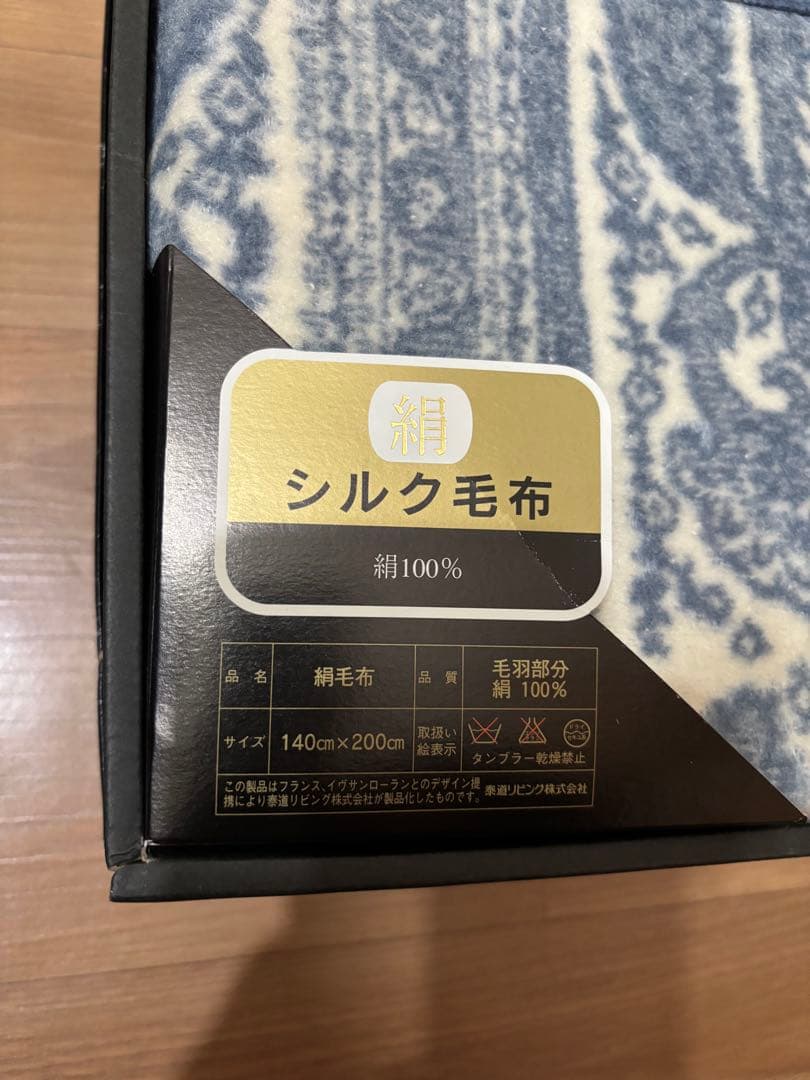 絹
シルク毛布
絹100%
品名 絹毛布 品質 毛羽部分
絹 100%
サイズ 140cm×200cm 取扱い
絵表示
タンブラー乾燥禁止
この製品はフランス、イヴサンローランとのデザイン提
携により泰道リビング株式会社が製品化したものです。 泰道リビング株式会社